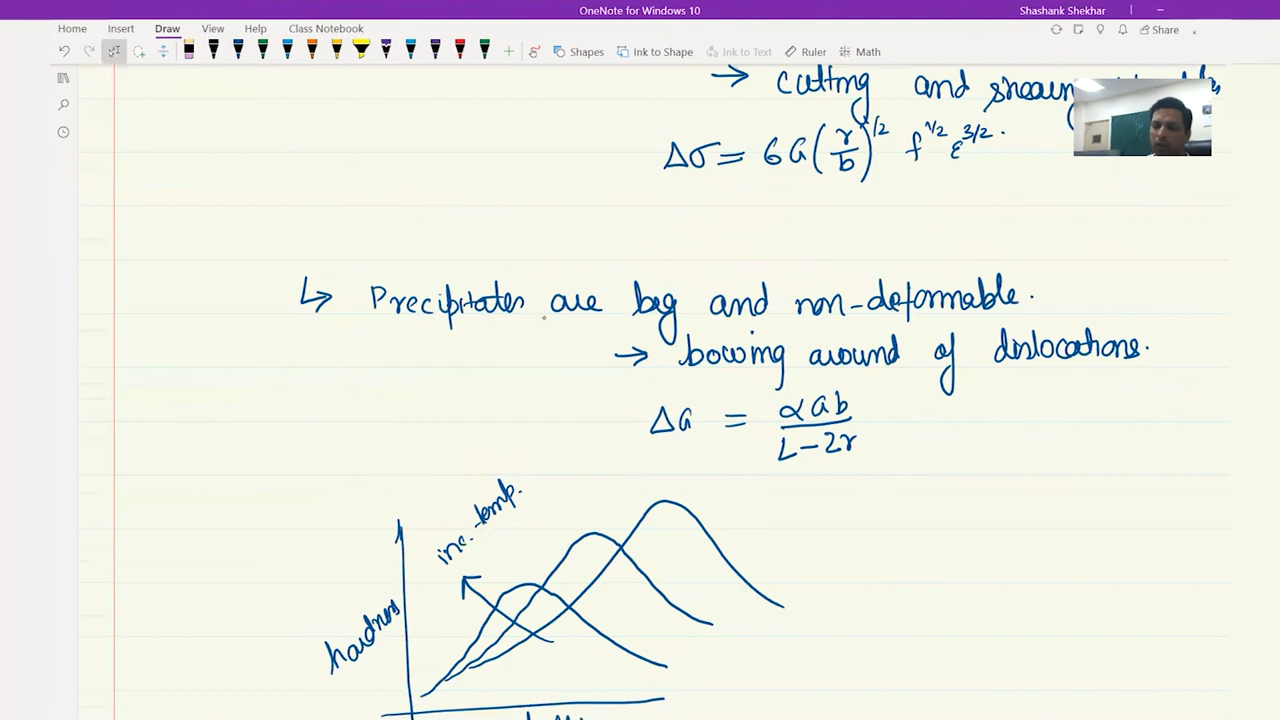 OneNote for Windows 10
Shashank Shekhar
Home Insert Draw View Help Class Notebook
Share
Shapes Ink to Shape Ink to Text Ruler Math
→ cutting and
Δσ = 6G(r/b)^1/2 f^1/2 ε^3/2.
↳ Precipitates are big and non-deformable.
→ bowing around of dislocations.
ΔG = αGb / L-2r
inc. temp.
hardness